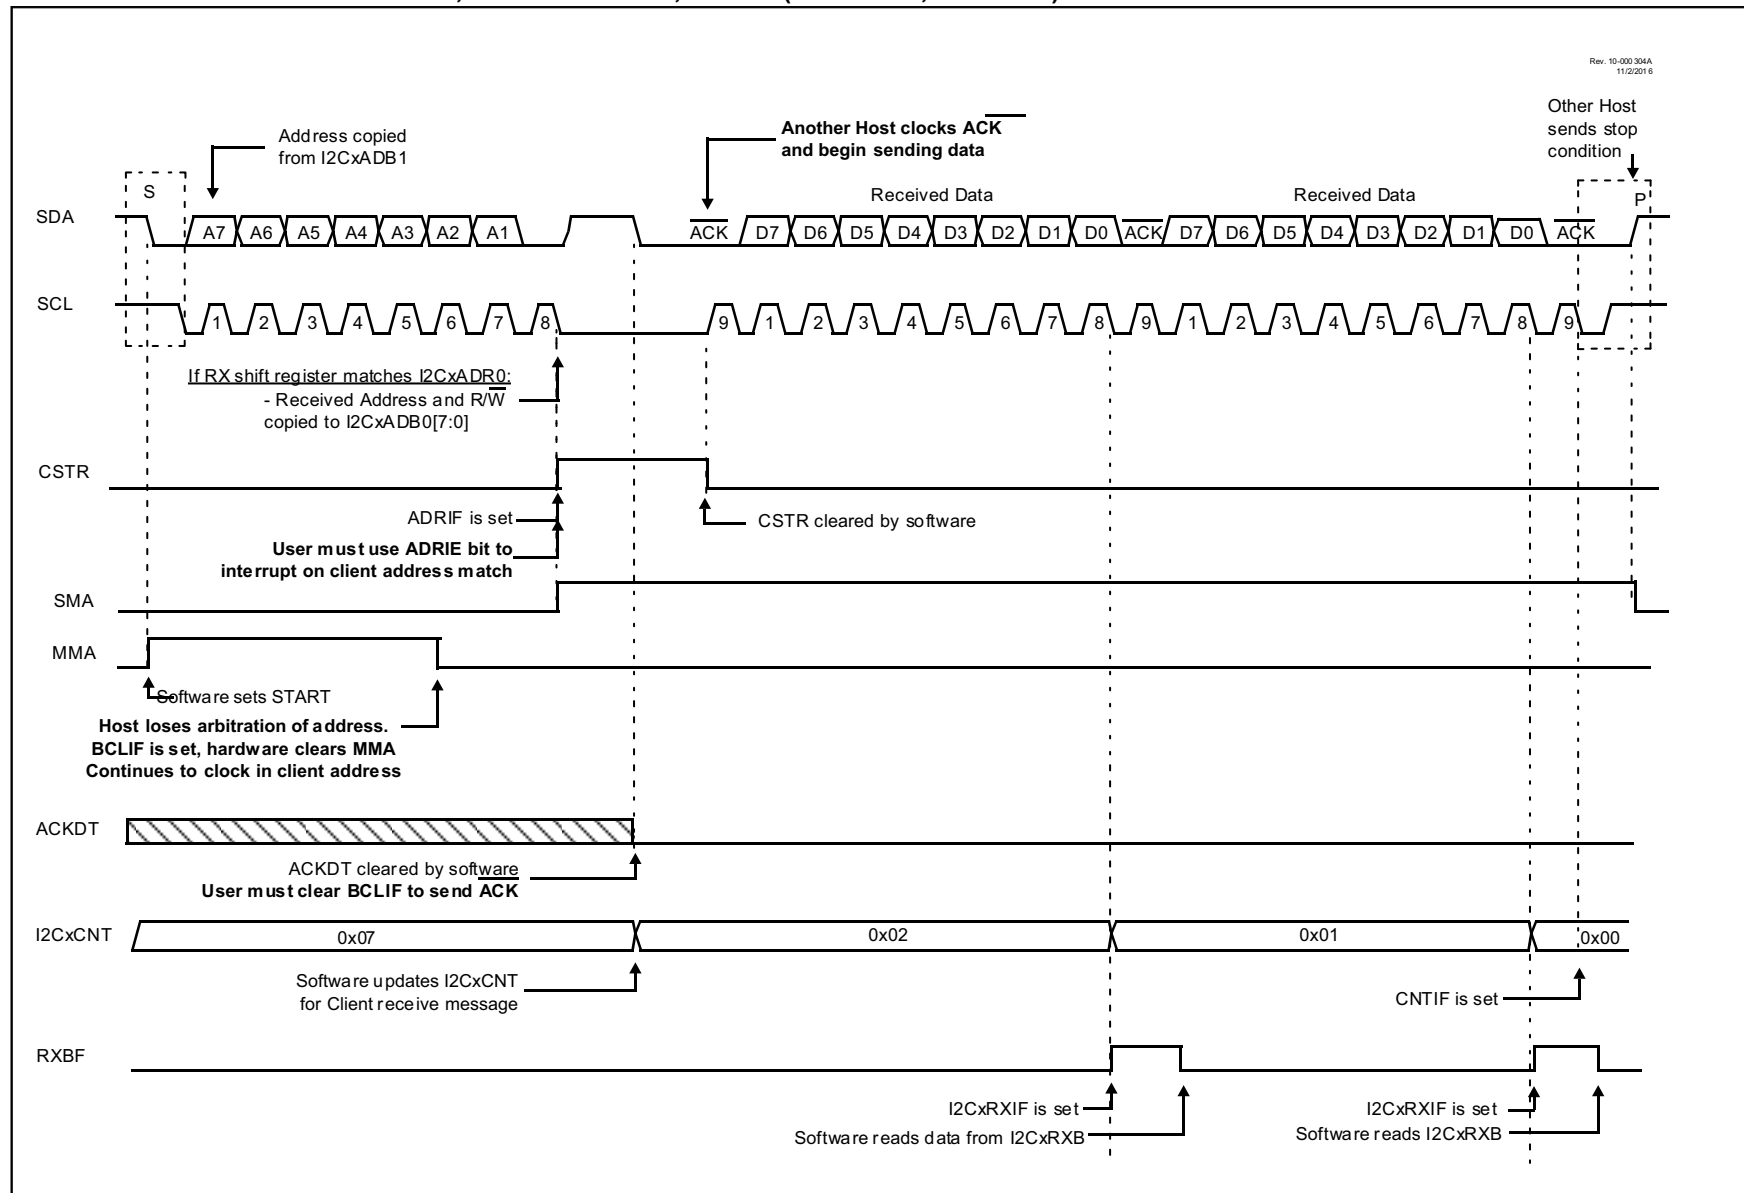 Rev. 10-000304A
11/2/2016
Address copied
from I2CxADB1
Another Host clocks ACK
and begin sending data
Other Host
sends stop
condition
S
Received Data
Received Data
P
SDA
A7 A6 A5 A4 A3 A2 A1 ACK D7 D6 D5 D4 D3 D2 D1 D0 ACK D7 D6 D5 D4 D3 D2 D1 D0 ACK
SCL
1 2 3 4 5 6 7 8 9 1 2 3 4 5 6 7 8 9 1 2 3 4 5 6 7 8 9
If RX shift register matches I2CxADR0:
- Received Address and R/W
copied to I2CxADB0[7:0]
CSTR
ADRIF is set
CSTR cleared by software
User must use ADRIE bit to
interrupt on client address match
SMA
MMA
Software sets START
Host loses arbitration of address.
BCLIF is set, hardware clears MMA
Continues to clock in client address
ACKDT
ACKDT cleared by software
User must clear BCLIF to send ACK
I2CxCNT
0x07 0x02 0x01 0x00
Software updates I2CxCNT
for Client receive message
CNTIF is set
RXBF
I2CxRXIF is set
Software reads data from I2CxRXB
I2CxRXIF is set
Software reads I2CxRXB